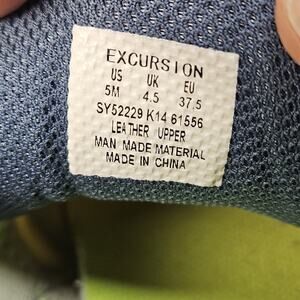 EXCURSION
US UK EU
5M 4.5 37.5
SY52229 K14 61556
LEATHER UPPER
MAN MADE MATERIAL
MADE IN CHINA